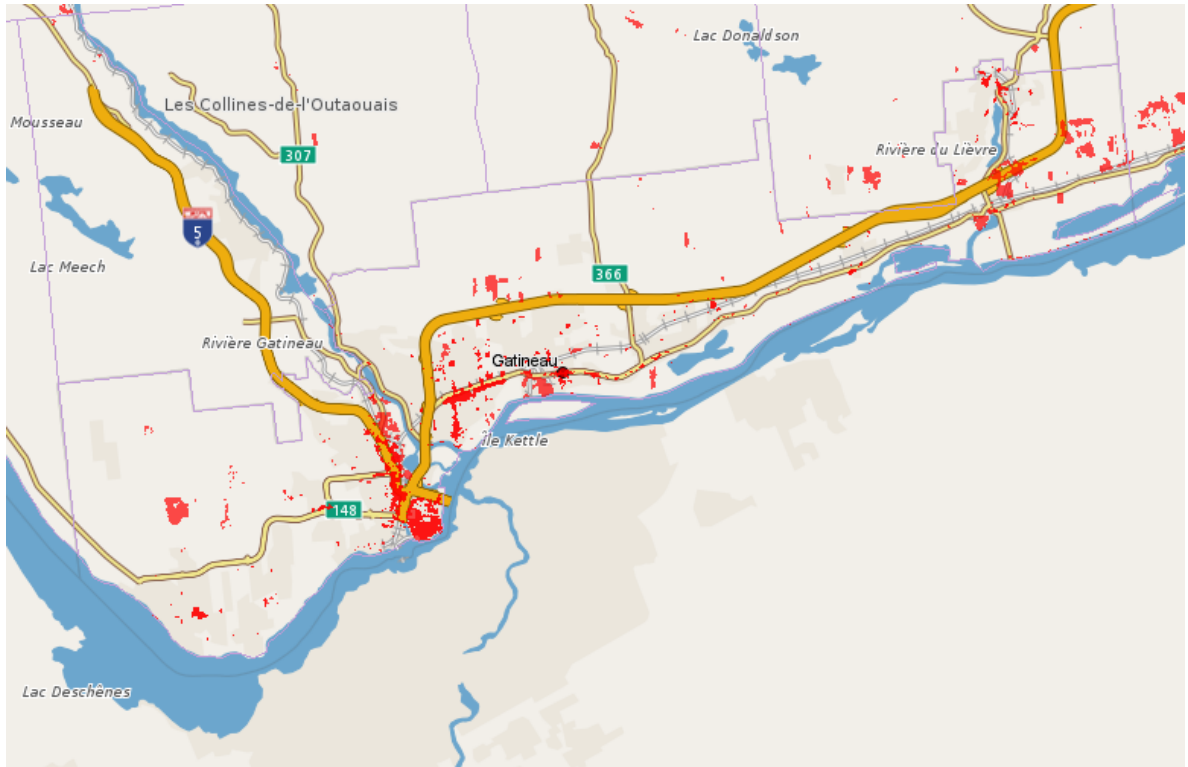 Lac Donaldson
Les Collines-de-l'Outaouais
Mousseau
307
Rivière du Lièvre
5
Lac Meech
366
Rivière Gatineau
Gatineau
Île Kettle
148
Lac Deschênes